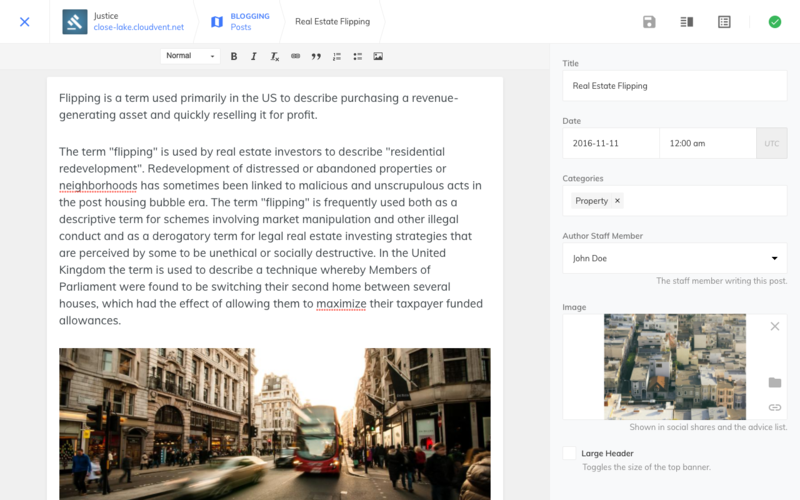 Justice
close-lake.cloudvent.net
BLOGGING
Posts
Real Estate Flipping
Normal
Flipping is a term used primarily in the US to describe purchasing a revenue-
generating asset and quickly reselling it for profit.
The term "flipping" is used by real estate investors to describe "residential
redevelopment". Redevelopment of distressed or abandoned properties or
neighborhoods has sometimes been linked to malicious and unscrupulous acts in
the post housing bubble era. The term "flipping" is frequently used both as a
descriptive term for schemes involving market manipulation and other illegal
conduct and as a derogatory term for legal real estate investing strategies that
are perceived by some to be unethical or socially destructive. In the United
Kingdom the term is used to describe a technique whereby Members of
Parliament were found to be switching their second home between several
houses, which had the effect of allowing them to maximize their taxpayer funded
allowances.
Title
Real Estate Flipping
Date
2016-11-11
12:00 am
UTC
Categories
Property ×
Author Staff Member
John Doe
The staff member writing this post.
Image
Shown in social shares and the advice list.
Large Header
Toggles the size of the top banner.